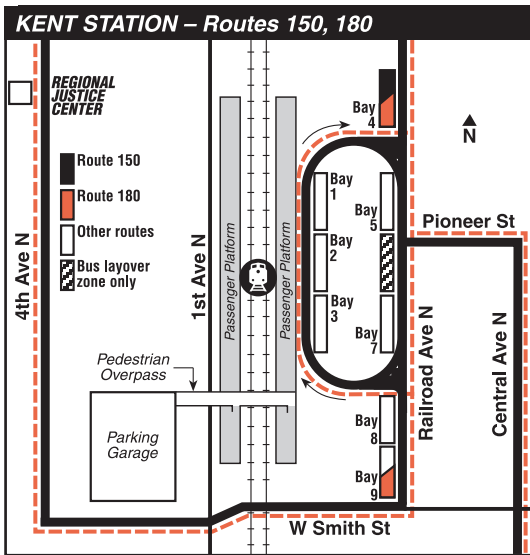 KENT STATION – Routes 150, 180
REGIONAL
JUSTICE
CENTER
Route 150
Route 180
Other routes
Bus layover
zone only
4th Ave N
1st Ave N
Passenger Platform
Passenger Platform
Bay
4
N
Bay
1
Bay
5
Bay
2
Bay
3
Bay
7
Pioneer St
Railroad Ave N
Central Ave N
Pedestrian
Overpass
Parking
Garage
Bay
8
Bay
9
W Smith St